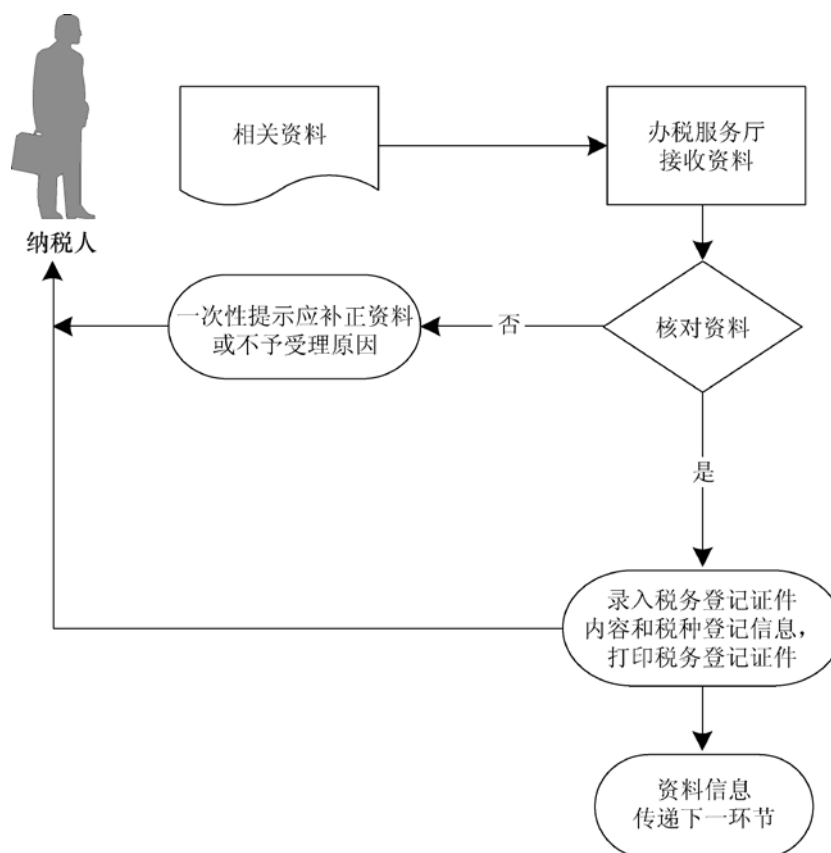 相关资料
办税服务厅
接收资料
纳税人
一次性提示应补正资料
或不予受理原因
否
核对资料
是
录入税务登记证件
内容和税种登记信息,
打印税务登记证件
资料信息
传递下一环节